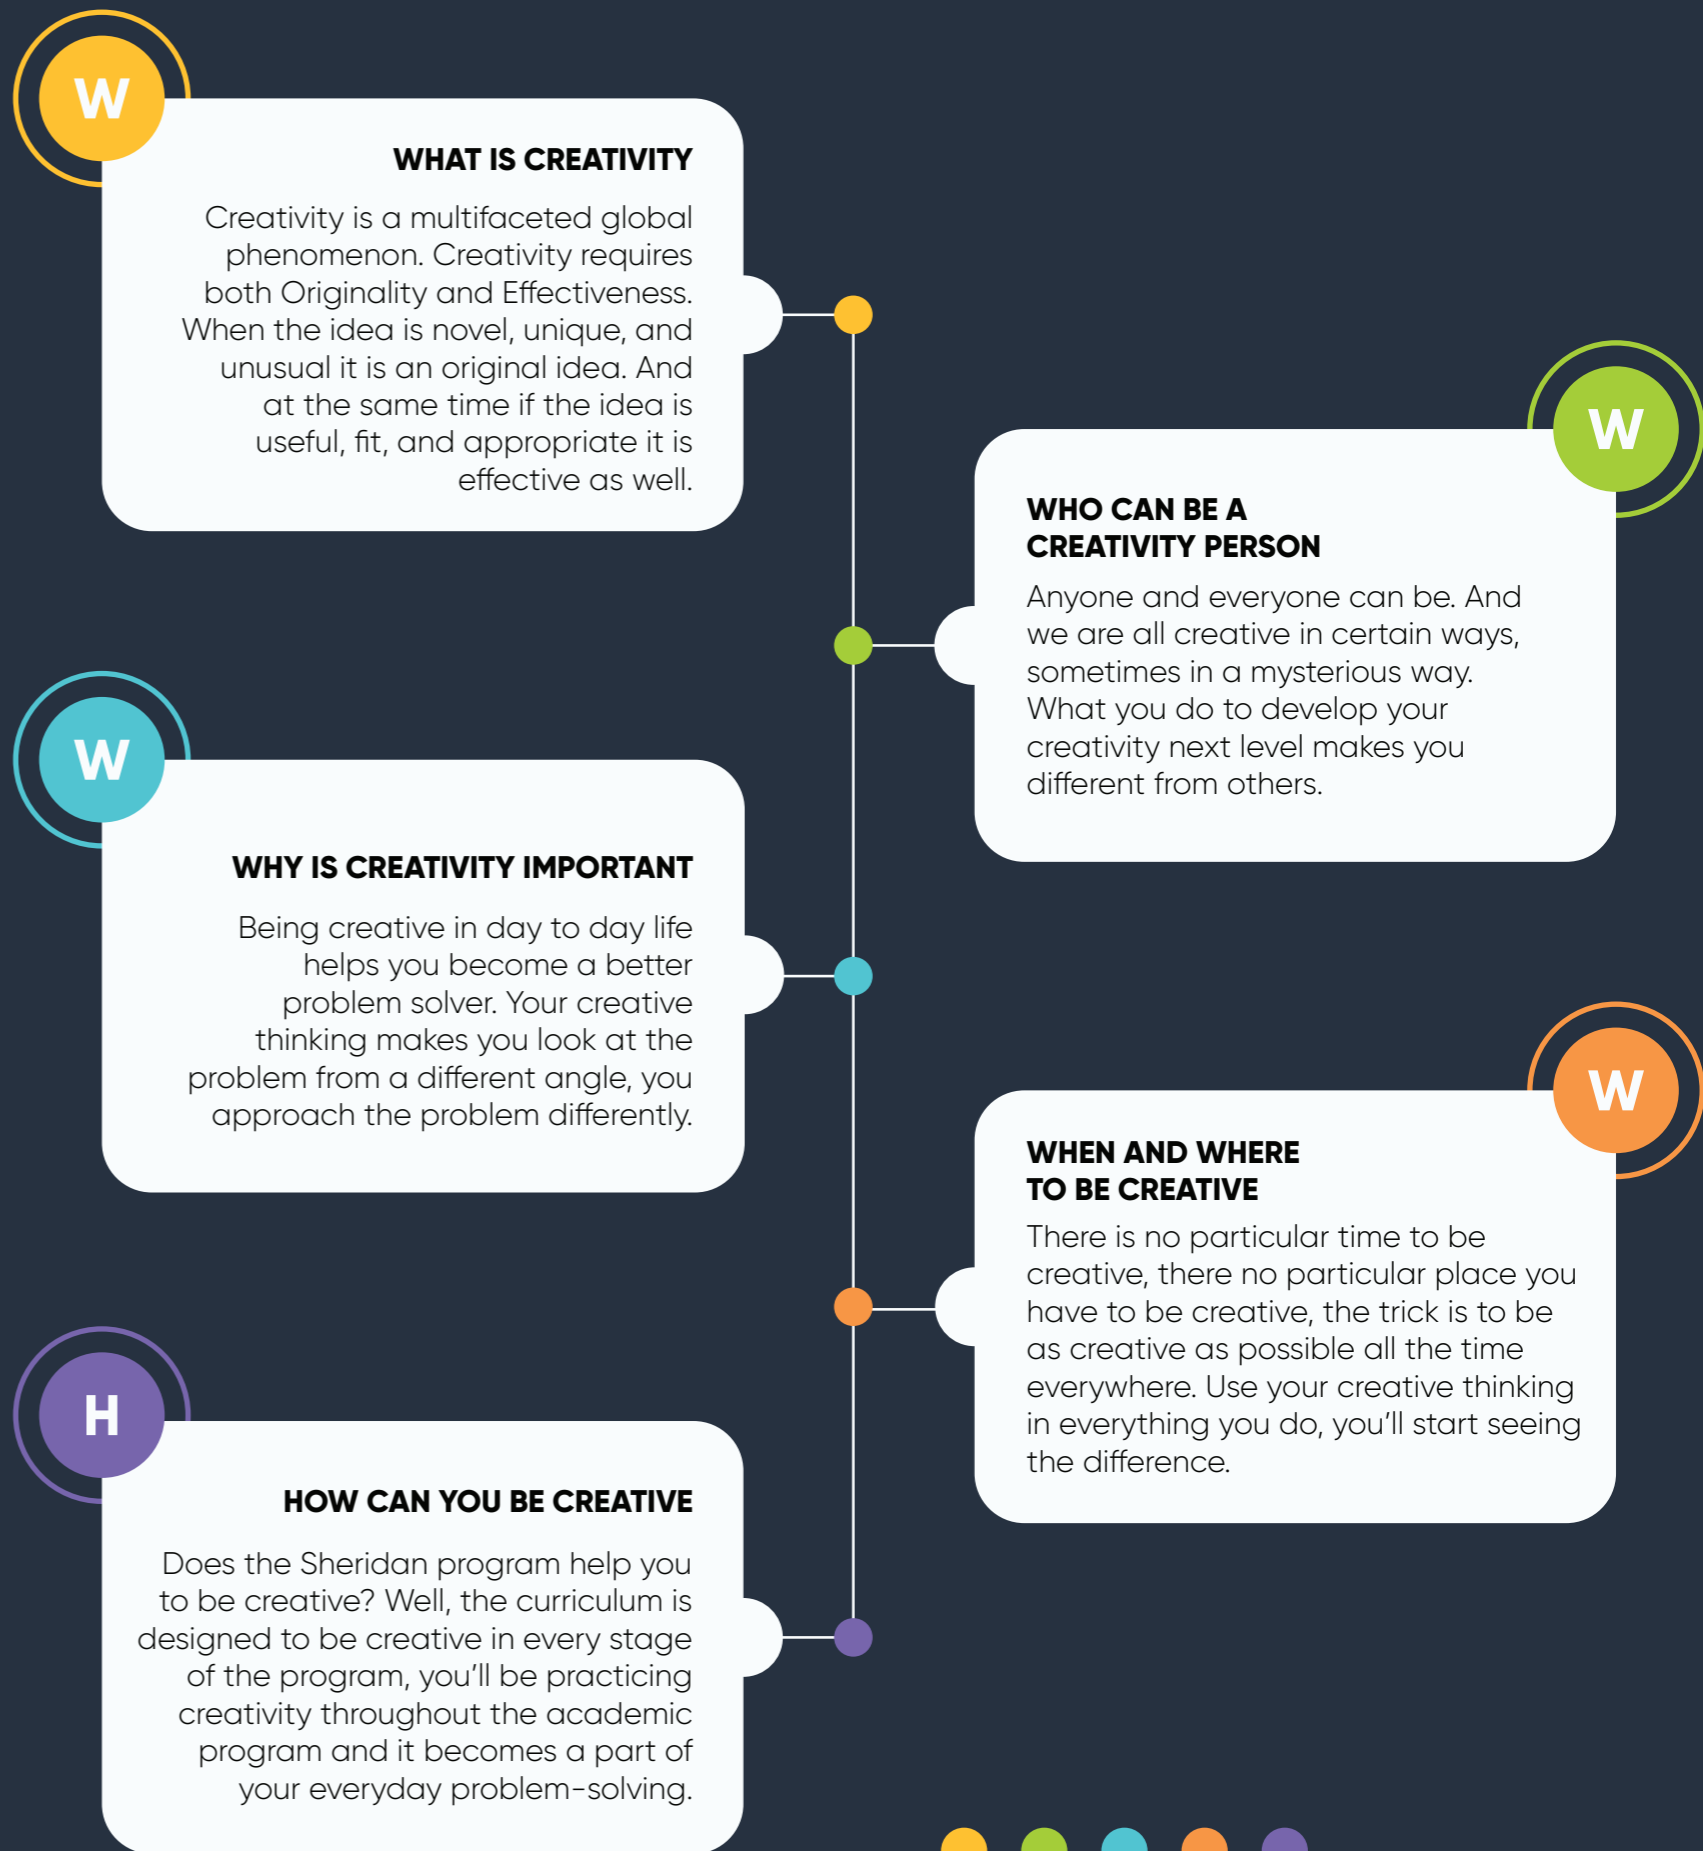 W
WHAT IS CREATIVITY
Creativity is a multifaceted global
phenomenon. Creativity requires
both Originality and Effectiveness.
When the idea is novel, unique, and
unusual it is an original idea. And
at the same time if the idea is
useful, fit, and appropriate it is
effective as well.
W
WHO CAN BE A
CREATIVITY PERSON
Anyone and everyone can be. And
we are all creative in certain ways,
sometimes in a mysterious way.
What you do to develop your
creativity next level makes you
different from others.
W
WHY IS CREATIVITY IMPORTANT
Being creative in day to day life
helps you become a better
problem solver. Your creative
thinking makes you look at the
problem from a different angle, you
approach the problem differently.
W
WHEN AND WHERE
TO BE CREATIVE
There is no particular time to be
creative, there no particular place you
have to be creative, the trick is to be
as creative as possible all the time
everywhere. Use your creative thinking
in everything you do, you'll start seeing
the difference.
H
HOW CAN YOU BE CREATIVE
Does the Sheridan program help you
to be creative? Well, the curriculum is
designed to be creative in every stage
of the program, you'll be practicing
creativity throughout the academic
program and it becomes a part of
your everyday problem-solving.